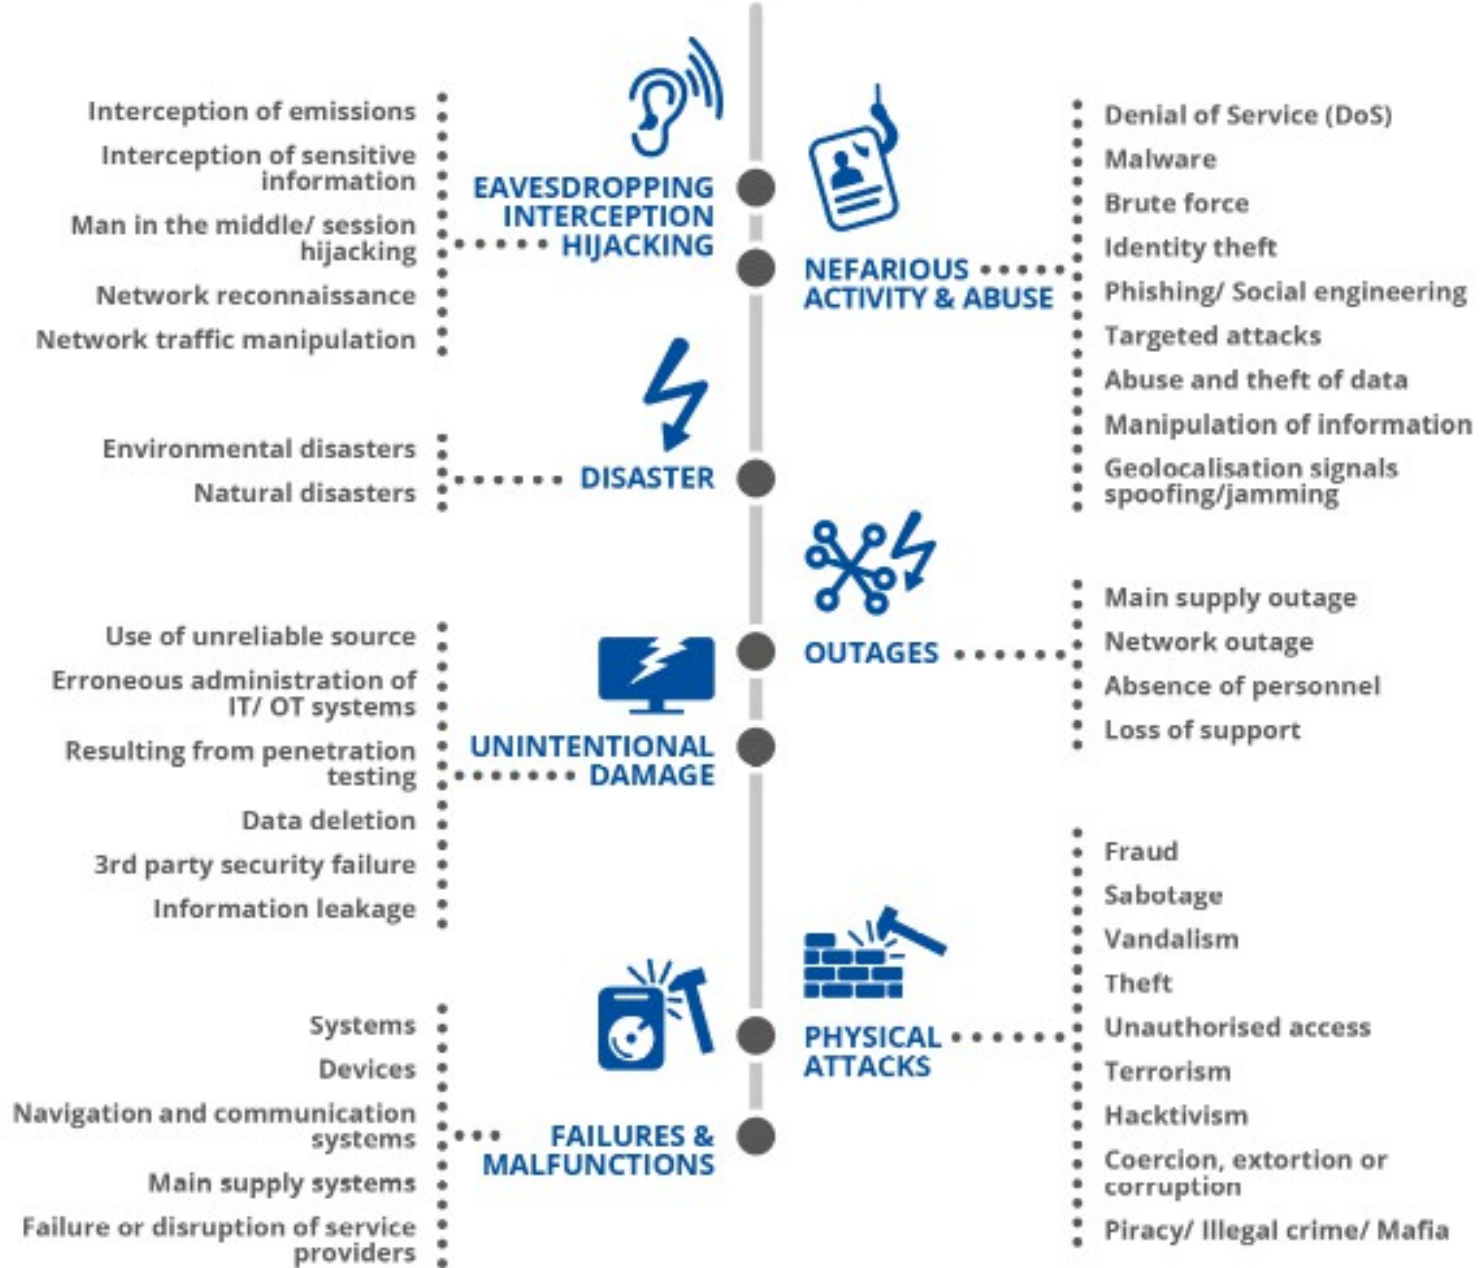 Interception of emissions
Interception of sensitive
information
Man in the middle/ session
hijacking
Network reconnaissance
Network traffic manipulation
EAVESDROPPING
INTERCEPTION
HIJACKING
NEFARIOUS
ACTIVITY & ABUSE
Denial of Service (DoS)
Malware
Brute force
Identity theft
Phishing/ Social engineering
Targeted attacks
Abuse and theft of data
Manipulation of information
Geolocalisation signals
spoofing/jamming
Environmental disasters
Natural disasters
DISASTER
OUTAGES
Main supply outage
Network outage
Absence of personnel
Loss of support
Use of unreliable source
Erroneous administration of
IT/ OT systems
Resulting from penetration
testing
Data deletion
3rd party security failure
Information leakage
UNINTENTIONAL
DAMAGE
PHYSICAL
ATTACKS
Fraud
Sabotage
Vandalism
Theft
Unauthorised access
Terrorism
Hacktivism
Coercion, extortion or
corruption
Piracy/ Illegal crime/ Mafia
Systems
Devices
Navigation and communication
systems
Main supply systems
Failure or disruption of service
providers
FAILURES &
MALFUNCTIONS